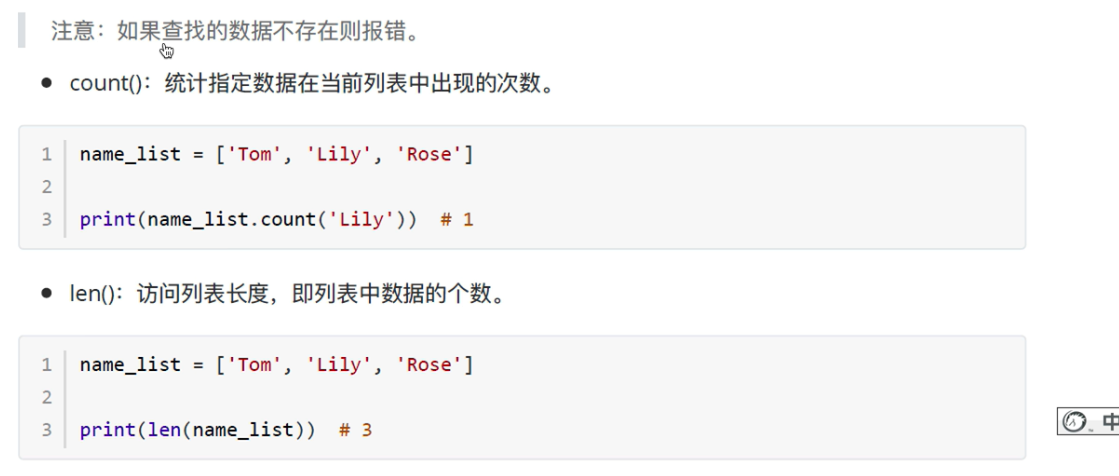 注意：如果查找的数据不存在则报错。
count()：统计指定数据在当前列表中出现的次数。
1 name_list = ['Tom', 'Lily', 'Rose']
2
3 print(name_list.count('Lily'))  # 1
len()：访问列表长度，即列表中数据的个数。
1 name_list = ['Tom', 'Lily', 'Rose']
2
3 print(len(name_list))  # 3
中